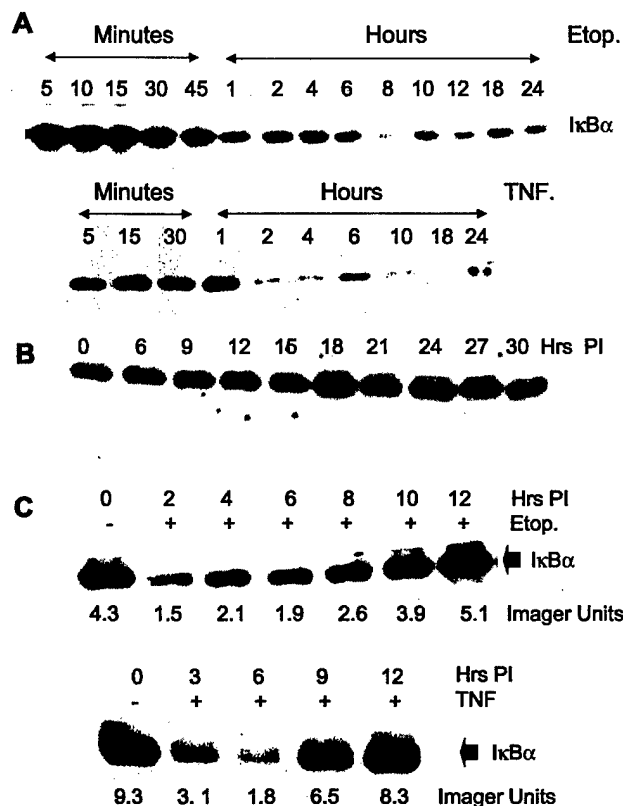 A
Minutes Hours Etop.
5 10 15 30 45 1 2 4 6 8 10 12 18 24
IκBα
Minutes Hours TNF.
5 15 30 1 2 4 6 10 18 24
B
0 6 9 12 15 18 21 24 27 30 Hrs PI
C
0 2 4 6 8 10 12 Hrs PI
- + + + + + + Etop.
IκBα
4.3 1.5 2.1 1.9 2.6 3.9 5.1 Imager Units
0 3 6 9 12 Hrs PI
- + + + + TNF
IκBα
9.3 3.1 1.8 6.5 8.3 Imager Units